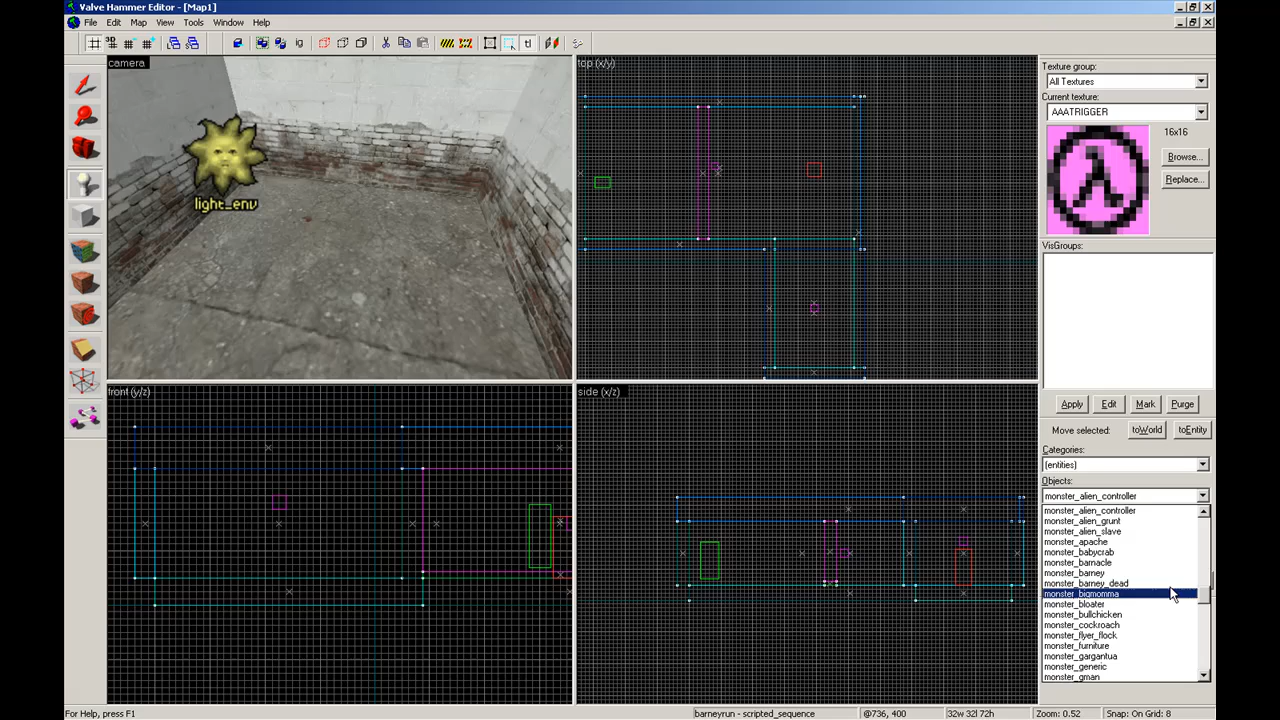 Valve Hammer Editor - [Map1]
File Edit Map View Tools Window Help
ig
tl
camera
light_env
top (x/y)
front (y/z)
side (x/z)
Texture group:
All Textures
Current texture:
AAATRIGGER
16x16
Browse...
Replace...
VisGroups:
Apply Edit Mark Purge
Move selected: toWorld toEntity
Categories:
(entities)
Objects:
monster_alien_controller
monster_alien_controller
monster_alien_grunt
monster_alien_slave
monster_apache
monster_babycrab
monster_barnacle
monster_barney
monster_barney_dead
monster_bigmomma
monster_bloater
monster_bullchicken
monster_cockroach
monster_flyer_flock
monster_furniture
monster_gargantua
monster_generic
monster_gman
For Help, press F1
barneyrun - scripted_sequence
@736, 400
32w 32l 72h
Zoom: 0.52
Snap: On Grid: 8